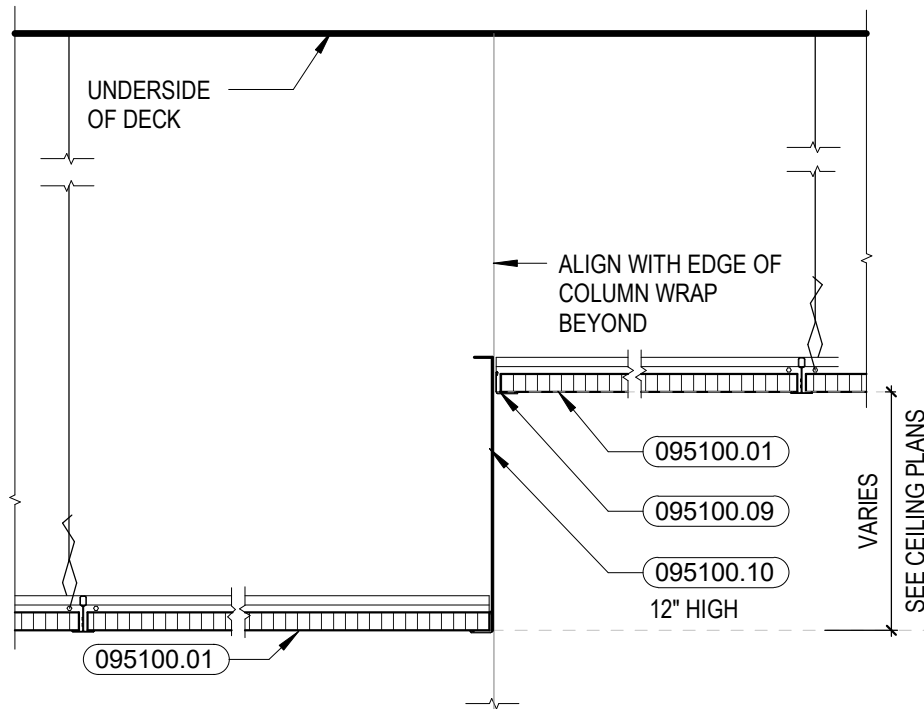 UNDERSIDE
OF DECK
ALIGN WITH EDGE OF
COLUMN WRAP
BEYOND
095100.01
095100.09
095100.10
12" HIGH
095100.01
VARIES
SEE CEILING PLANS